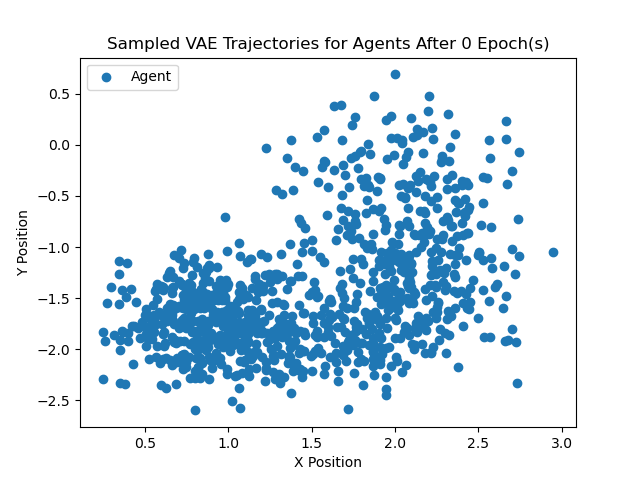 Sampled VAE Trajectories for Agents After 0 Epoch(s)
Agent
0.5
0.0
−0.5
−1.0
−1.5
−2.0
−2.5
Y Position
0.5 1.0 1.5 2.0 2.5 3.0
X Position